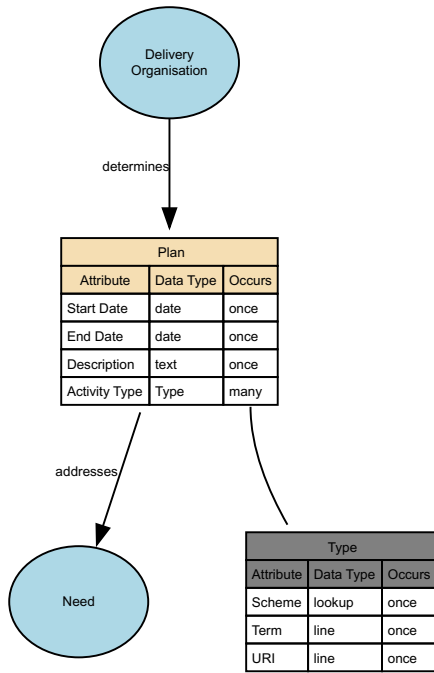 Delivery
Organisation
determines
Plan
Attribute Data Type Occurs
Start Date date once
End Date date once
Description text once
Activity Type Type many
addresses
Need
Type
Attribute Data Type Occurs
Scheme lookup once
Term line once
URI line once